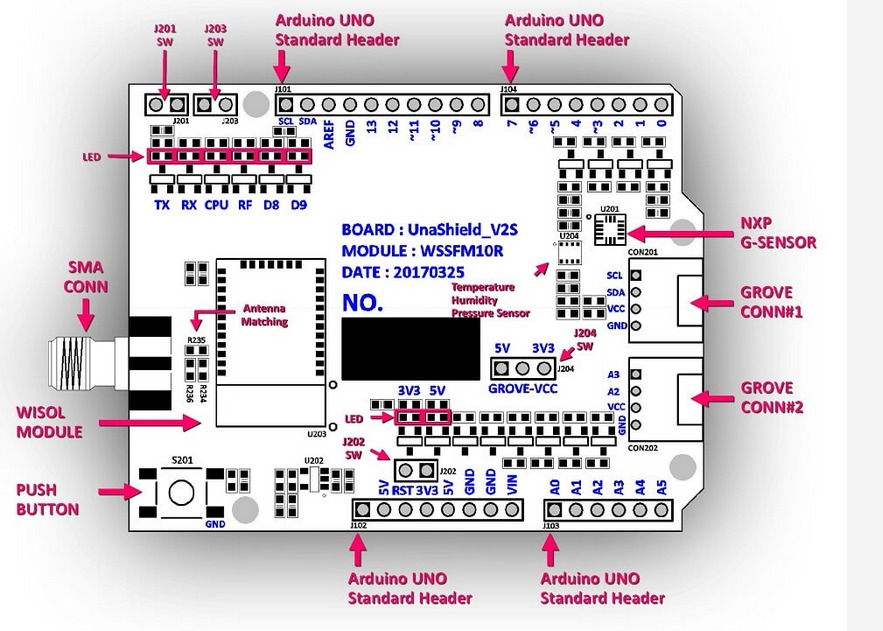 J201
SW
J203
SW
Arduino UNO
Standard Header
Arduino UNO
Standard Header
J101
J104
J201
J203
SCL SDA AREF GND 13 12 ~11 ~10 ~9 8
7 ~6 ~5 4 ~3 2 1 0
LED
TX RX CPU RF D8 D9
U201
NXP
G-SENSOR
BOARD : UnaShield_V2S
MODULE : WSSFM10R
DATE : 20170325
NO.
U204
Temperature
Humidity
Pressure Sensor
CON201
SCL
SDA
VCC
GND
GROVE
CONN#1
SMA
CONN
Antenna
Matching
R235
R236
R234
J204
SW
5V 3V3
J204
GROVE-VCC
A3
A2
VCC
GND
CON202
GROVE
CONN#2
3V3 5V
LED
WISOL
MODULE
U203
J202
SW
J202
S201
U202
PUSH
BUTTON
GND
5V RST 3V3 5V GND GND VIN
A0 A1 A2 A3 A4 A5
J102
J103
Arduino UNO
Standard Header
Arduino UNO
Standard Header